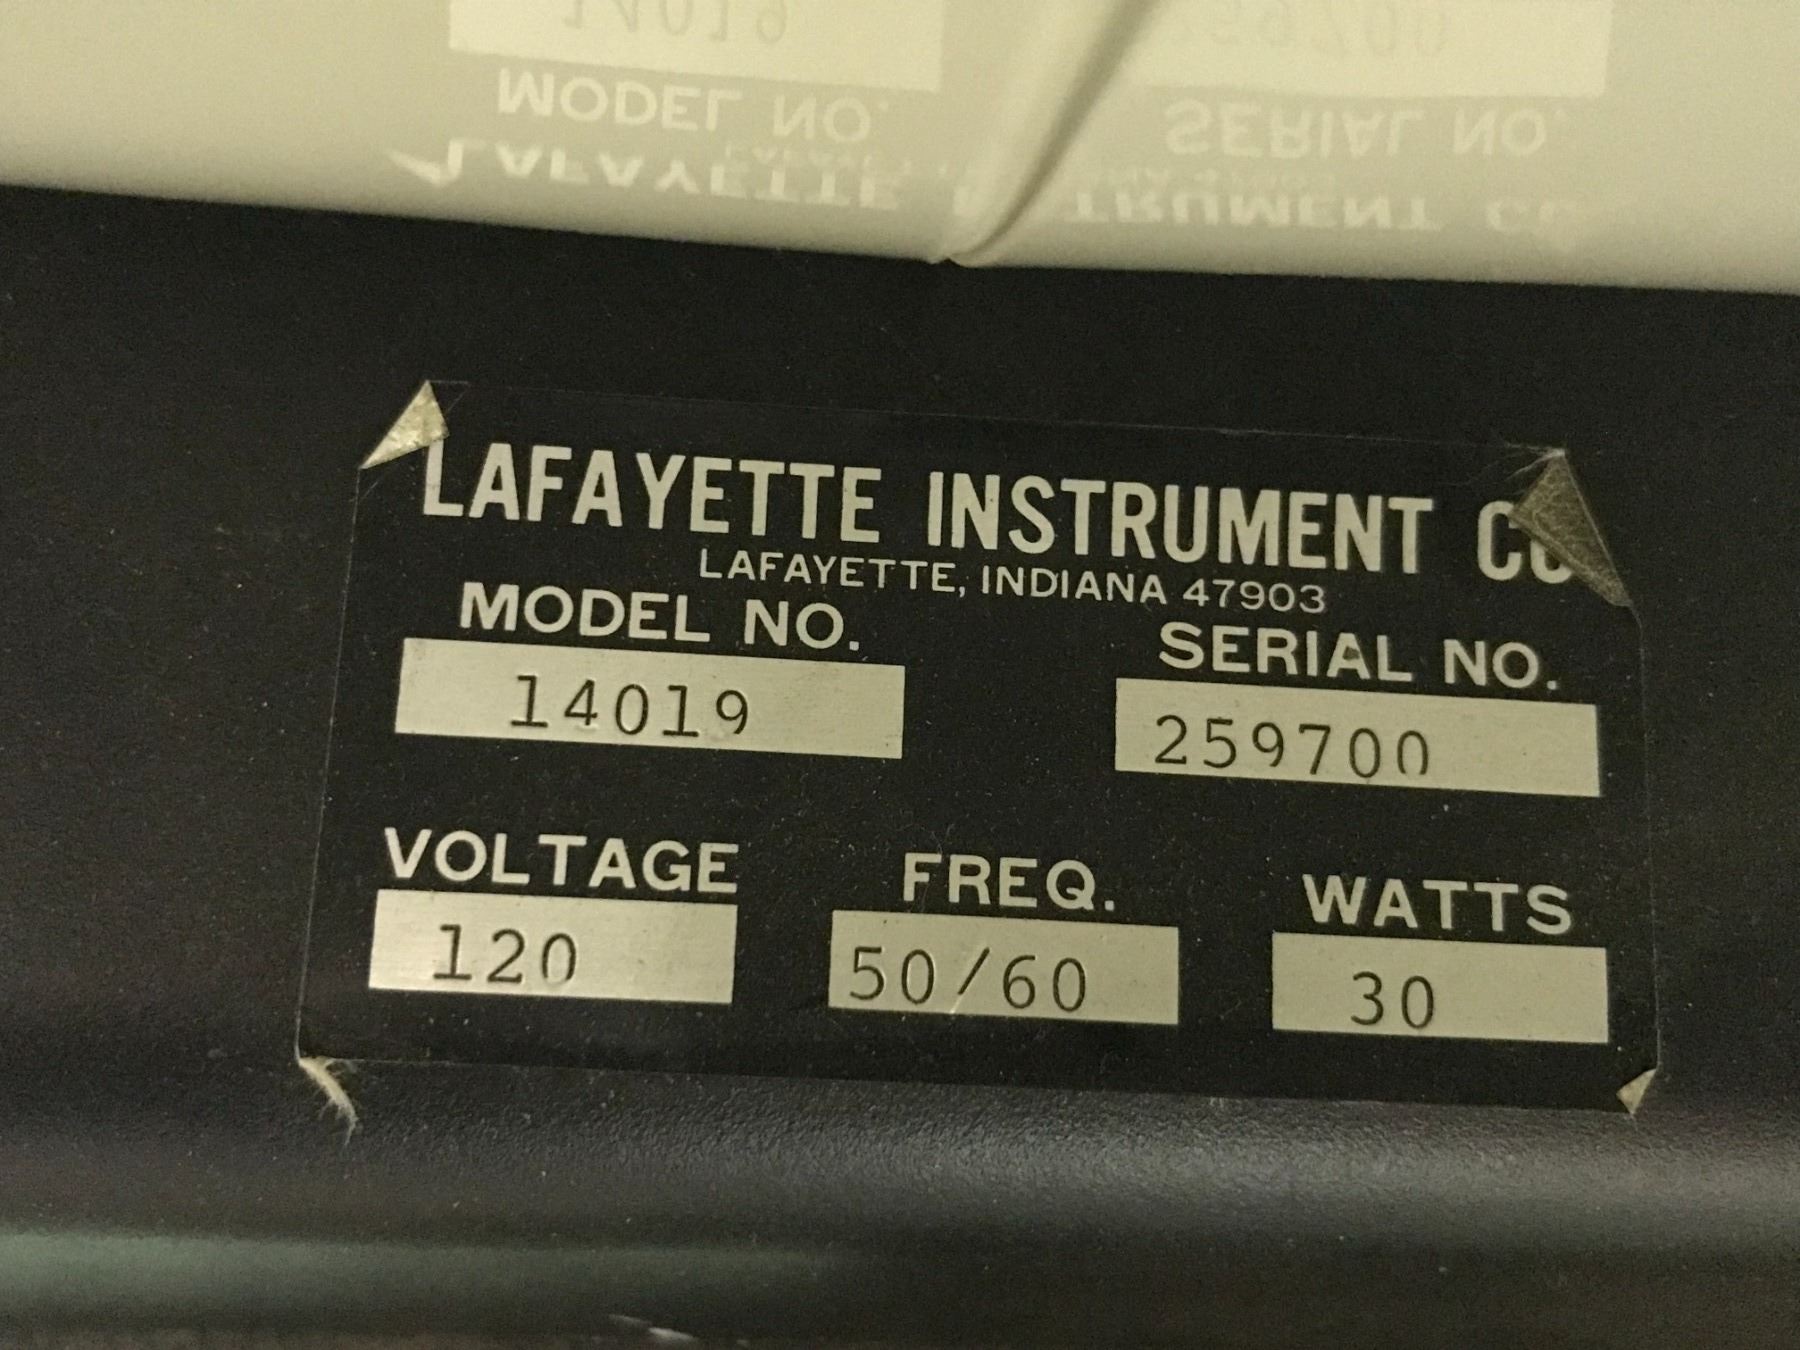 LAFAYETTE INSTRUMENT CO
LAFAYETTE, INDIANA 47903
MODEL NO. SERIAL NO.
14019 259700
VOLTAGE FREQ. WATTS
120 50/60 30